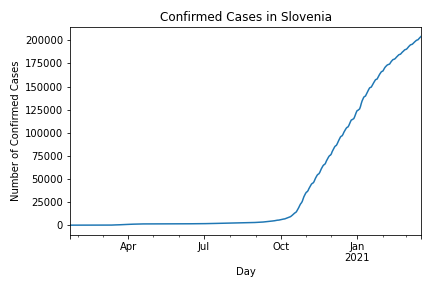 Confirmed Cases in Slovenia
200000
175000
150000
125000
100000
75000
50000
25000
0
Number of Confirmed Cases
Apr Jul Oct Jan
2021
Day